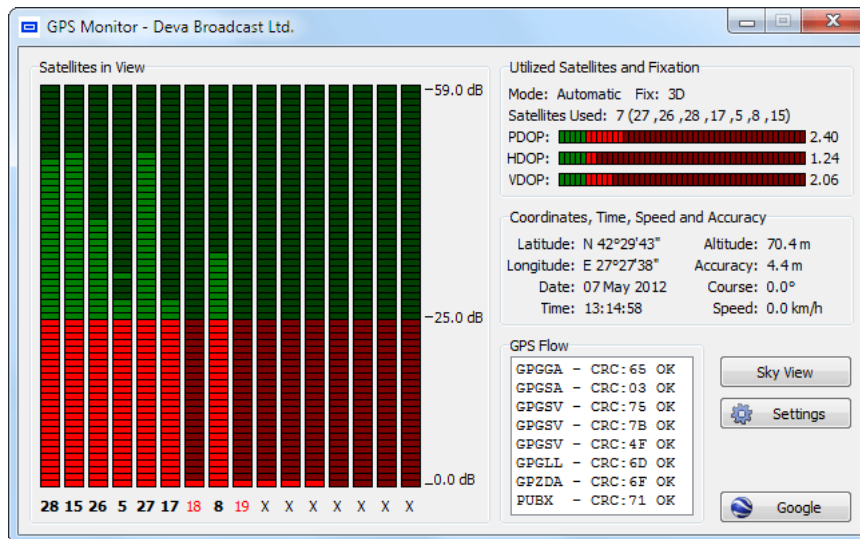 GPS Monitor - Deva Broadcast Ltd.
Satellites in View
59.0 dB
25.0 dB
0.0 dB
28 15 26 5 27 17 18 8 19 X X X X X X X
Utilized Satellites and Fixation
Mode: Automatic Fix: 3D
Satellites Used: 7 (27 ,26 ,28 ,17 ,5 ,8 ,15)
PDOP: 2.40
HDOP: 1.24
VDOP: 2.06
Coordinates, Time, Speed and Accuracy
Latitude: N 42°29'43" Altitude: 70.4 m
Longitude: E 27°27'38" Accuracy: 4.4 m
Date: 07 May 2012 Course: 0.0°
Time: 13:14:58 Speed: 0.0 km/h
GPS Flow
GPGGA - CRC:65 OK
GPGSA - CRC:03 OK
GPGSV - CRC:75 OK
GPGSV - CRC:7B OK
GPGSV - CRC:4F OK
GPGLL - CRC:6D OK
GPZDA - CRC:6F OK
PUBX - CRC:71 OK
Sky View
Settings
Google